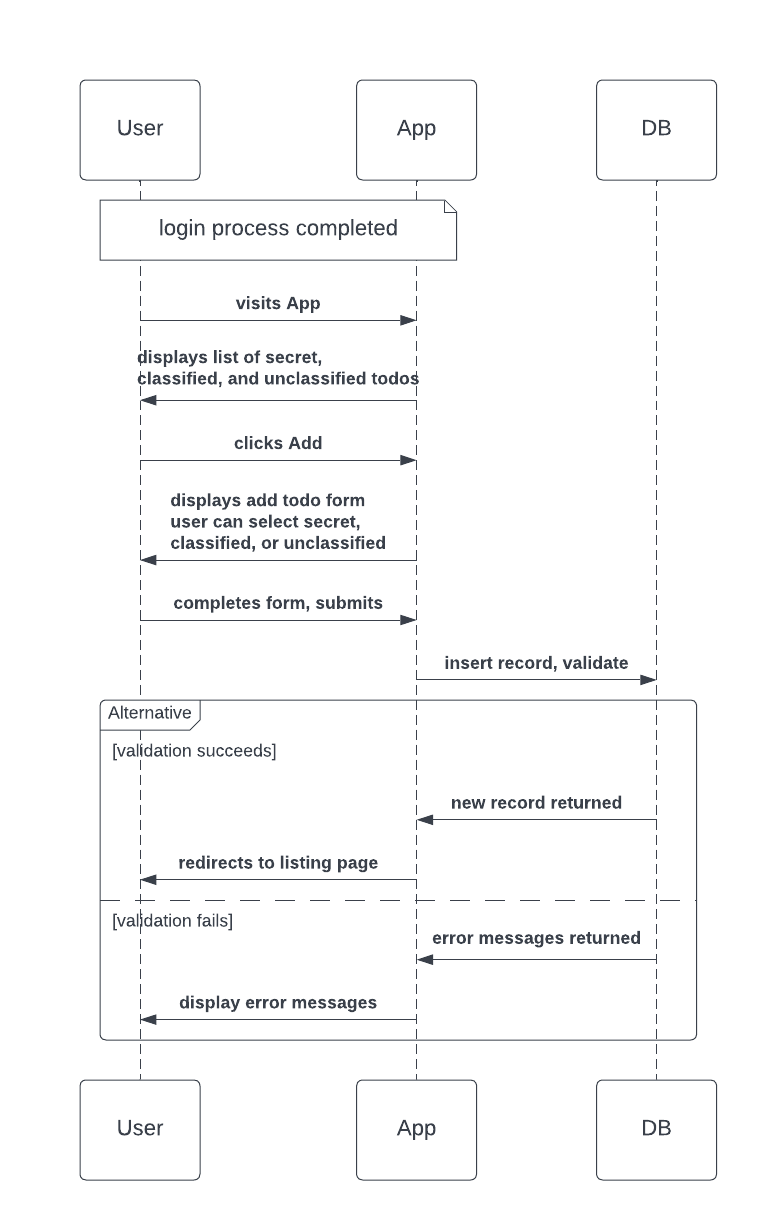 User
App
DB
login process completed
visits App
displays list of secret,
classified, and unclassified todos
clicks Add
displays add todo form
user can select secret,
classified, or unclassified
completes form, submits
insert record, validate
Alternative
[validation succeeds]
new record returned
redirects to listing page
[validation fails]
error messages returned
display error messages
User
App
DB